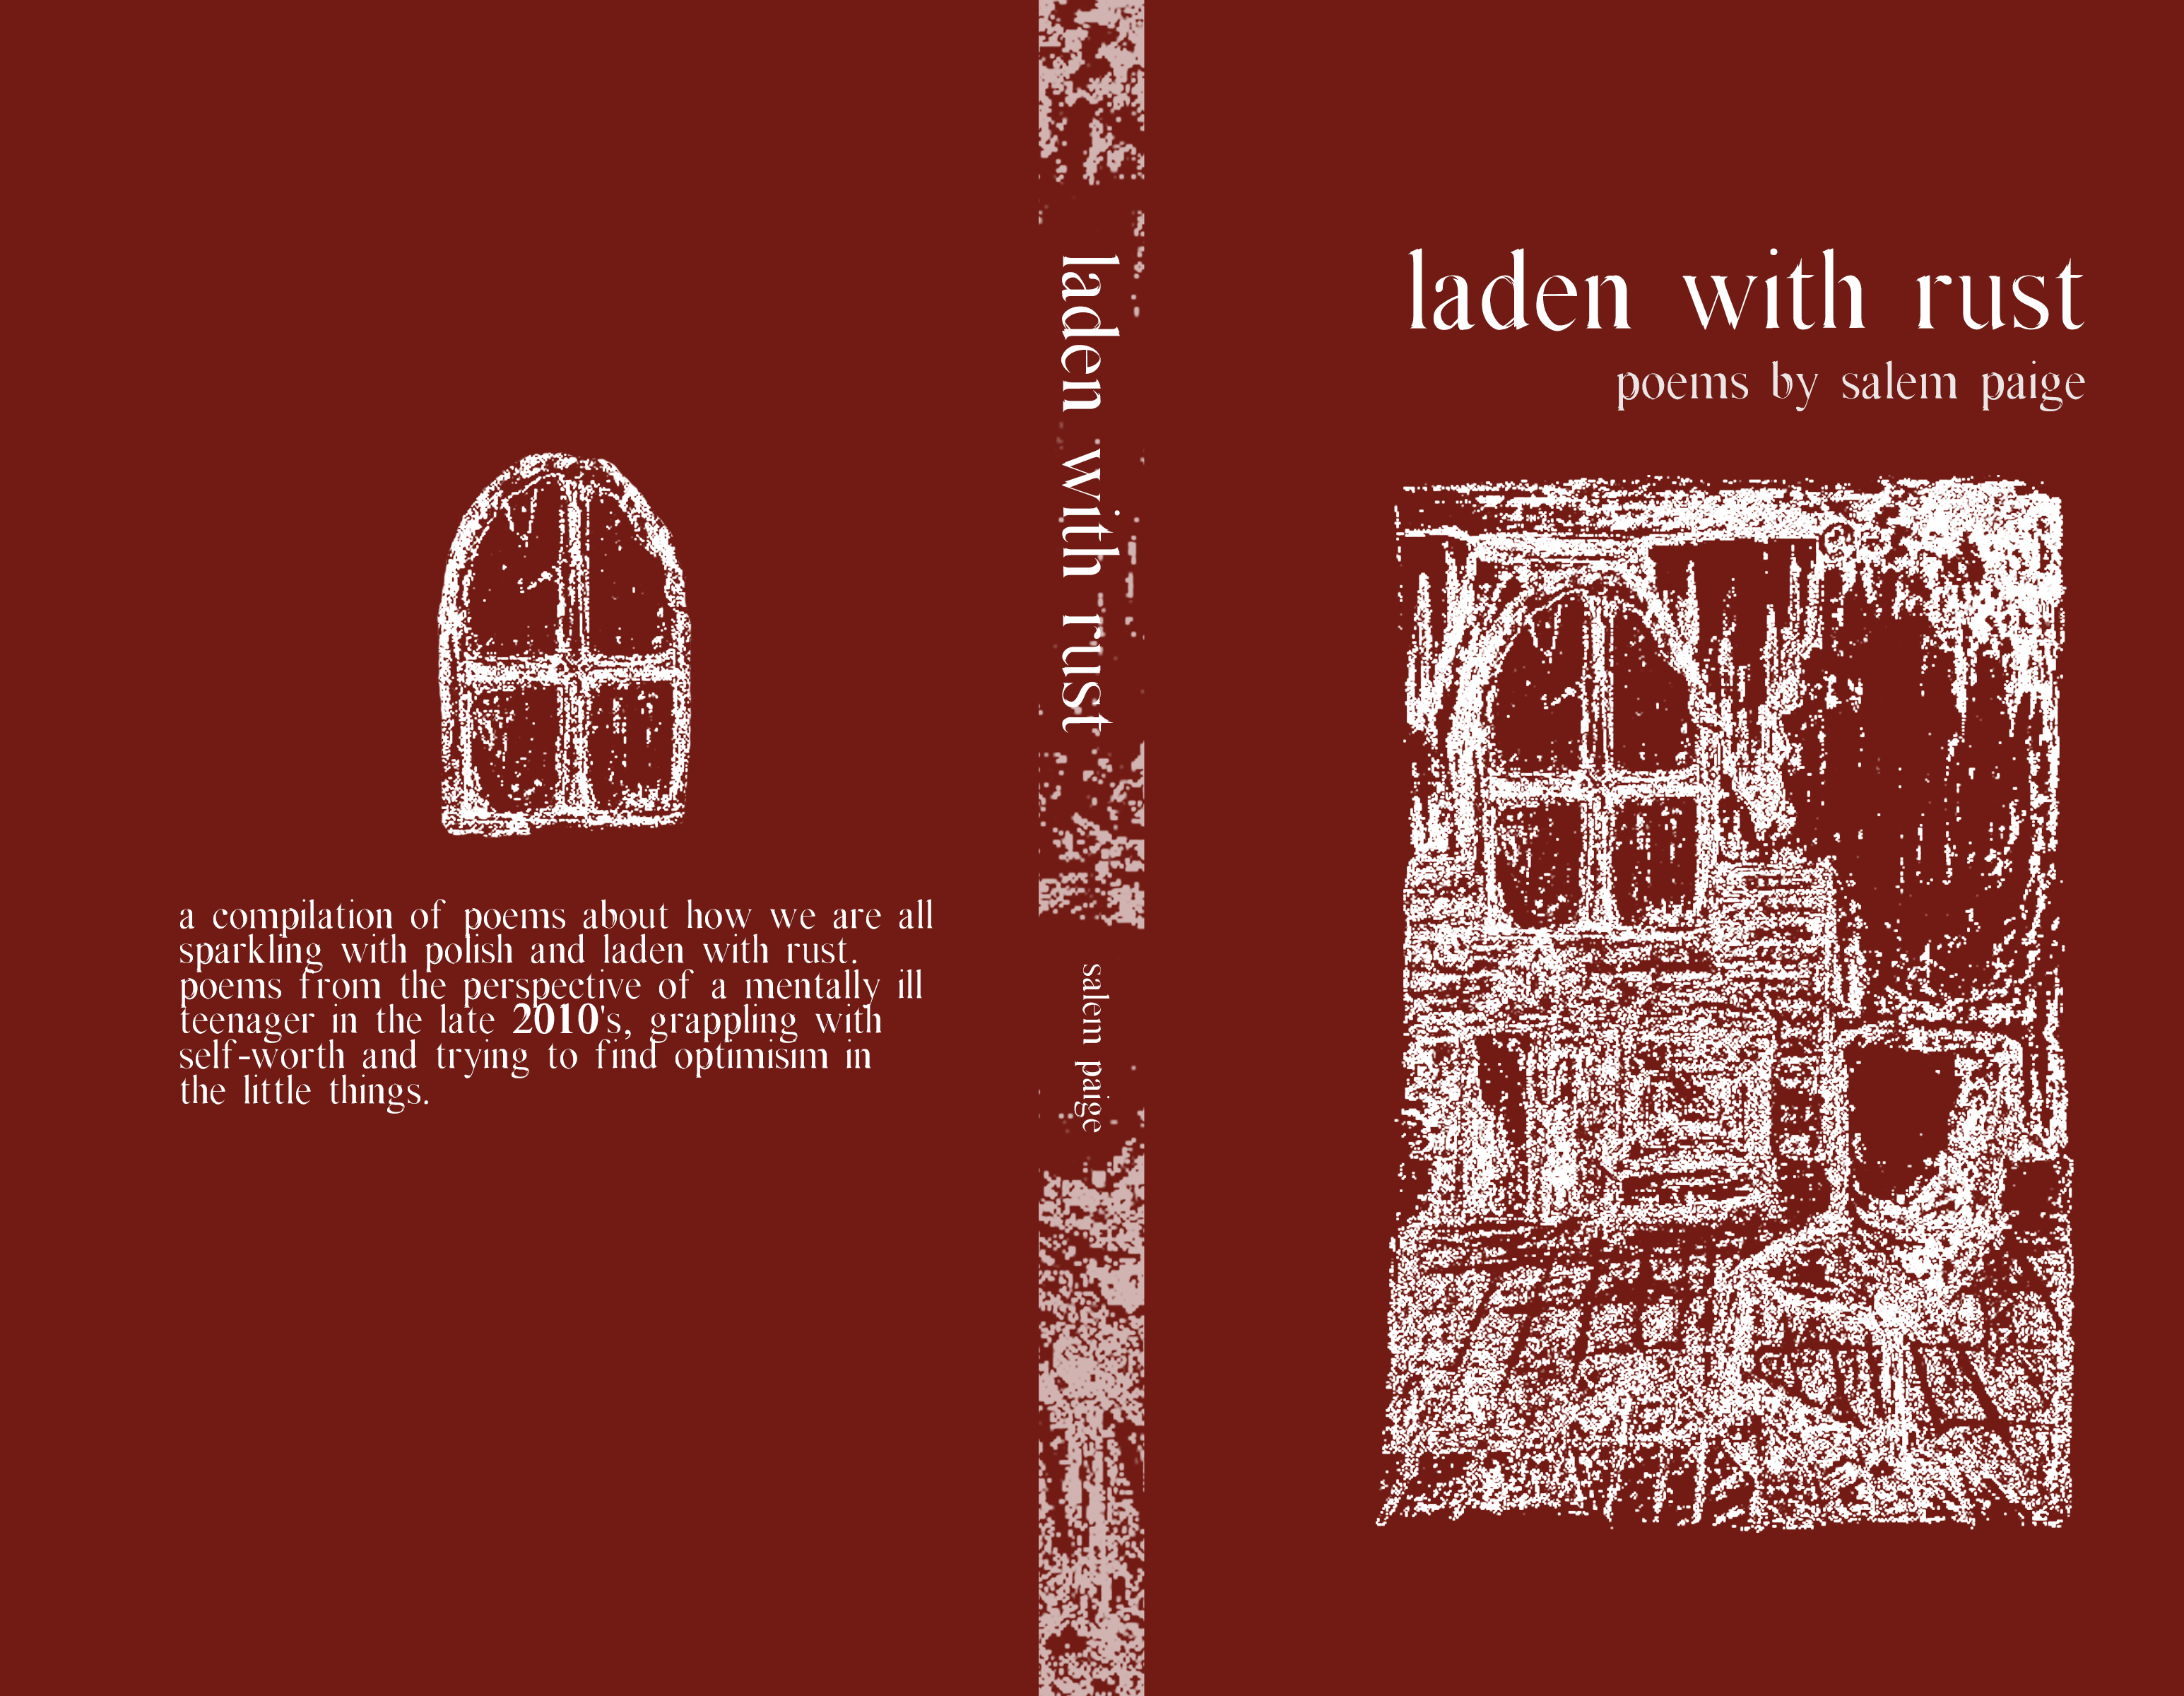 a compilation of poems about how we are all
sparkling with polish and laden with rust.
poems from the perspective of a mentally ill
teenager in the late 2010's, grappling with
self-worth and trying to find optimisim in
the little things.
laden with rust
salem paige
laden with rust
poems by salem paige